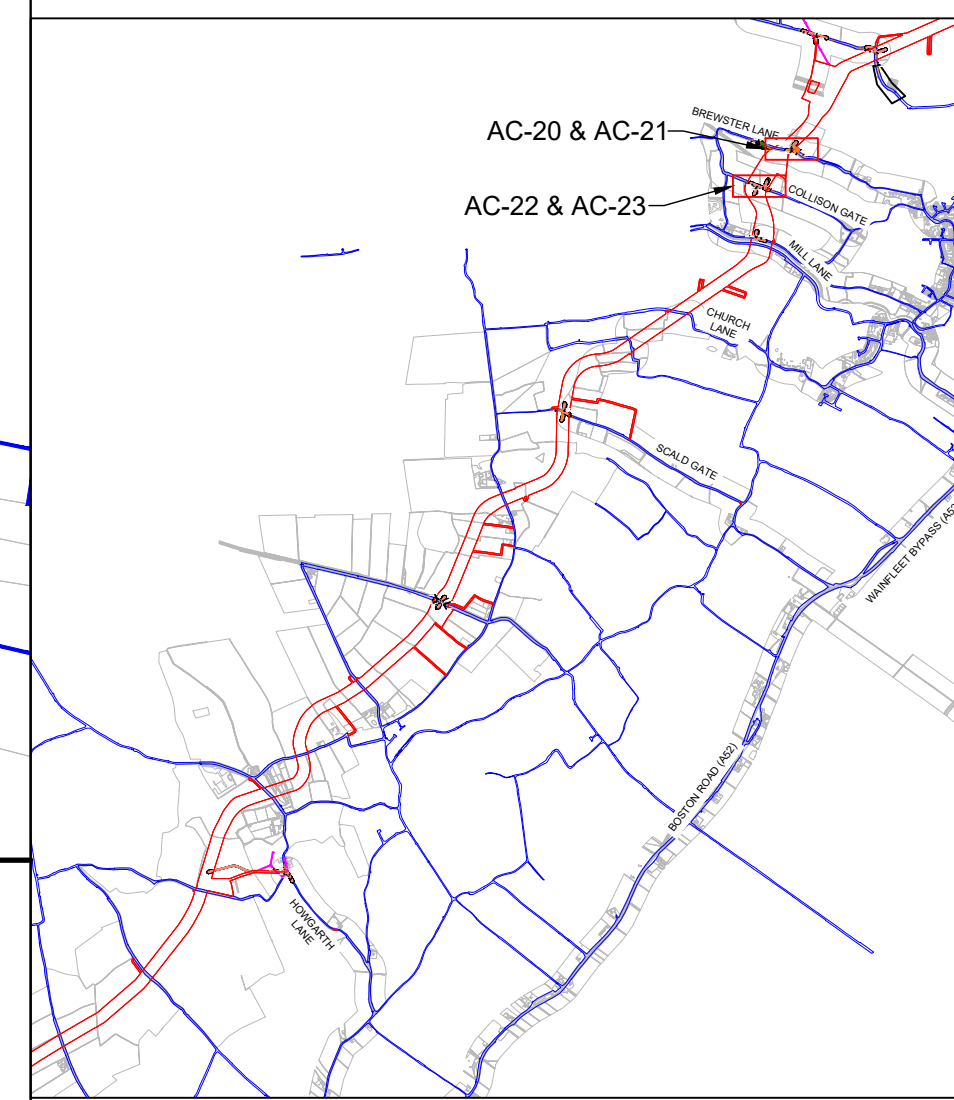 BREWSTER LANE
AC-20 & AC-21
COLLISON GATE
AC-22 & AC-23
MILL LANE
CHURCH
LANE
SCALD GATE
WAINFLEET BYPASS (A52
BOSTON ROAD (A52)
HOWGARTH
LANE